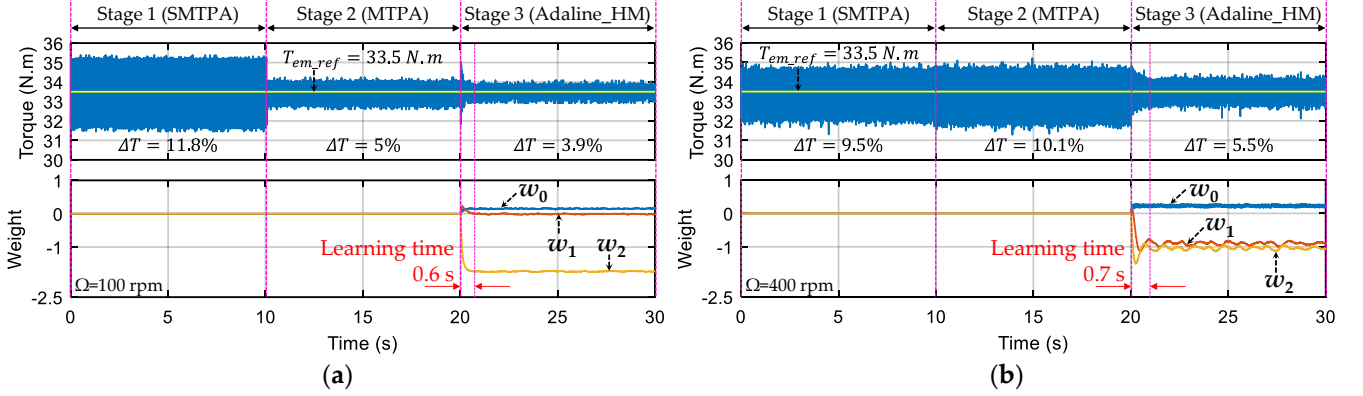 Stage 1 (SMTPA) Stage 2 (MTPA) Stage 3 (Adaline_HM)
Torque (N.m)
36
35
34
33
32
31
30
T_em_ref = 33.5 N.m
ΔT = 11.8% ΔT = 5% ΔT = 3.9%
Weight
1
0
-1
-2.5
w_0
w_1 w_2
Learning time
0.6 s
Ω=100 rpm
0 5 10 15 20 25 30
Time (s)
(a)
Stage 1 (SMTPA) Stage 2 (MTPA) Stage 3 (Adaline_HM)
Torque (N.m)
36
35
34
33
32
31
30
T_em_ref = 33.5 N.m
ΔT = 9.5% ΔT = 10.1% ΔT = 5.5%
Weight
1
0
-1
-2.5
w_0
w_1
w_2
Learning time
0.7 s
Ω=400 rpm
0 5 10 15 20 25 30
Time (s)
(b)